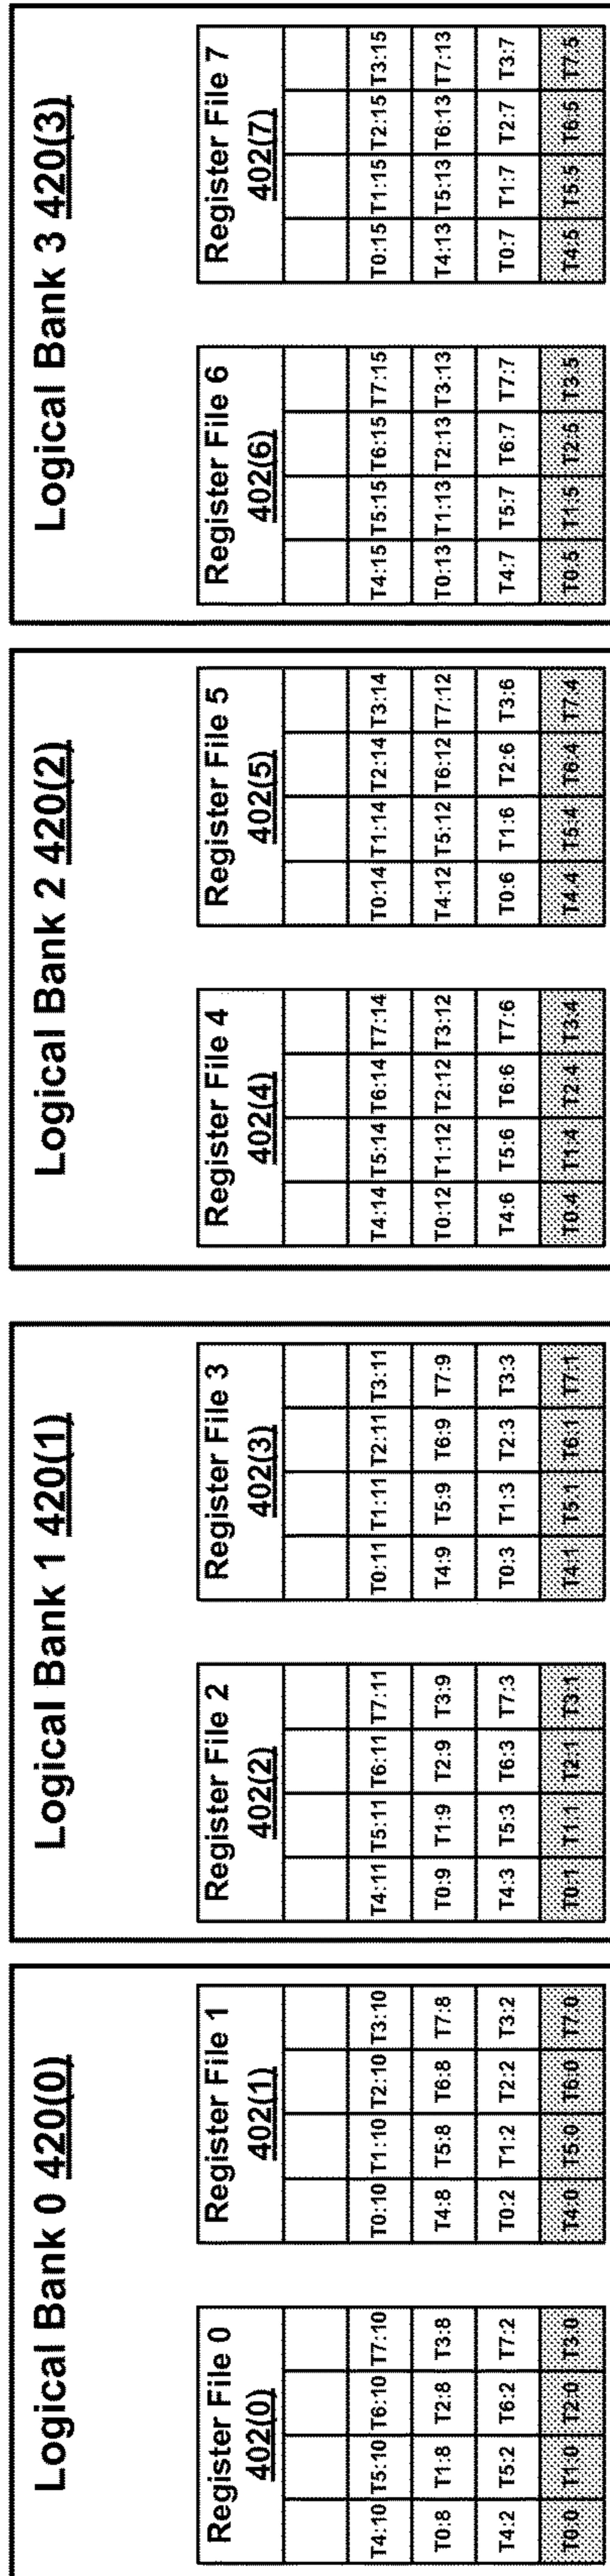 Logical Bank 0 420(0)
Register File 0
402(0)
T4:10 T5:10 T6:10 T7:10
T0:8 T1:8 T2:8 T3:8
T4:2 T5:2 T6:2 T7:2
T0:0 T1:0 T2:0 T3:0
Register File 1
402(1)
T0:10 T1:10 T2:10 T3:10
T4:8 T5:8 T6:8 T7:8
T0:2 T1:2 T2:2 T3:2
T4:0 T5:0 T6:0 T7:0
Logical Bank 1 420(1)
Register File 2
402(2)
T4:11 T5:11 T6:11 T7:11
T0:9 T1:9 T2:9 T3:9
T4:3 T5:3 T6:3 T7:3
T0:1 T1:1 T2:1 T3:1
Register File 3
402(3)
T0:11 T1:11 T2:11 T3:11
T4:9 T5:9 T6:9 T7:9
T0:3 T1:3 T2:3 T3:3
T4:1 T5:1 T6:1 T7:1
Logical Bank 2 420(2)
Register File 4
402(4)
T4:14 T5:14 T6:14 T7:14
T0:12 T1:12 T2:12 T3:12
T4:6 T5:6 T6:6 T7:6
T0:4 T1:4 T2:4 T3:4
Register File 5
402(5)
T0:14 T1:14 T2:14 T3:14
T4:12 T5:12 T6:12 T7:12
T0:6 T1:6 T2:6 T3:6
T4:4 T5:4 T6:4 T7:4
Logical Bank 3 420(3)
Register File 6
402(6)
T4:15 T5:15 T6:15 T7:15
T0:13 T1:13 T2:13 T3:13
T4:7 T5:7 T6:7 T7:7
T0:5 T1:5 T2:5 T3:5
Register File 7
402(7)
T0:15 T1:15 T2:15 T3:15
T4:13 T5:13 T6:13 T7:13
T0:7 T1:7 T2:7 T3:7
T4:5 T5:5 T6:5 T7:5